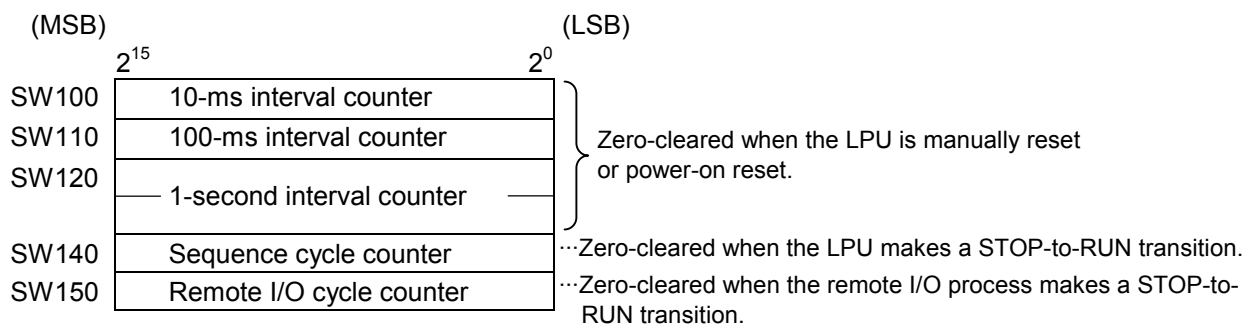 (MSB) (LSB)
2^15 2^0
SW100 10-ms interval counter
SW110 100-ms interval counter
Zero-cleared when the LPU is manually reset
or power-on reset.
SW120
1-second interval counter
SW140 Sequence cycle counter ···Zero-cleared when the LPU makes a STOP-to-RUN transition.
SW150 Remote I/O cycle counter ···Zero-cleared when the remote I/O process makes a STOP-to-
RUN transition.